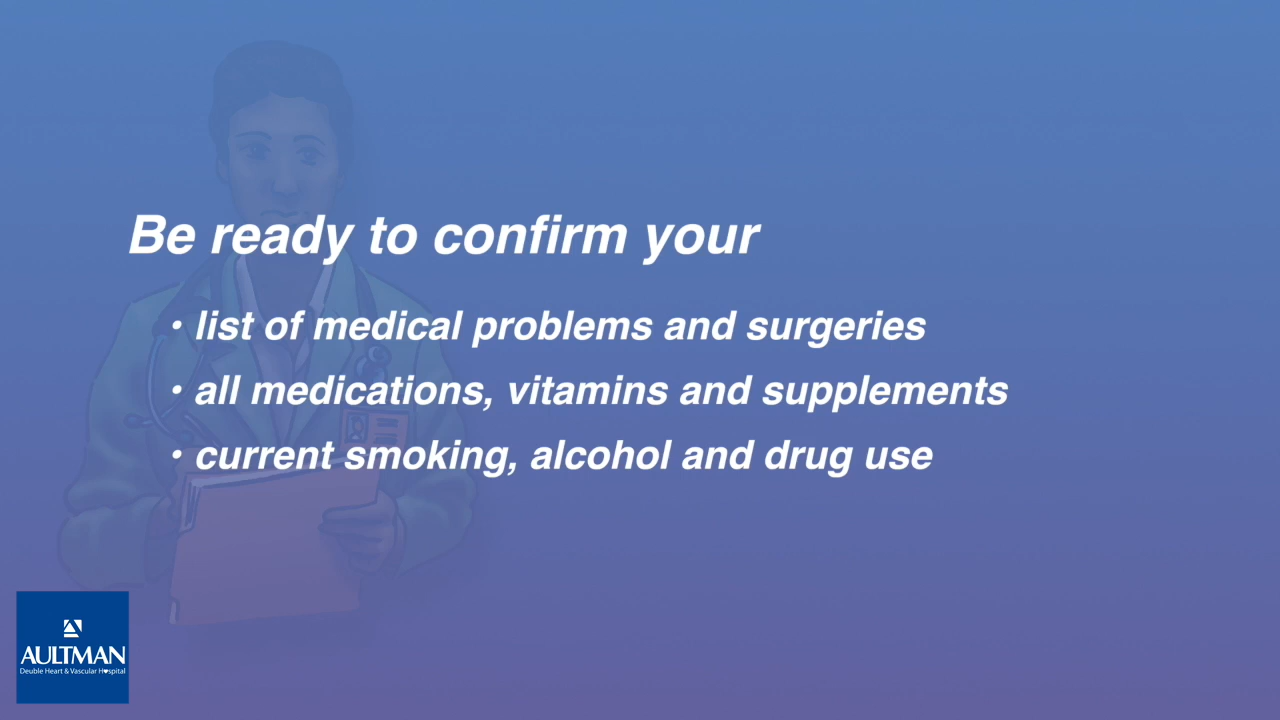 Be ready to confirm your
• list of medical problems and surgeries
• all medications, vitamins and supplements
• current smoking, alcohol and drug use
AULTMAN
Deuble Heart & Vascular H♥spital